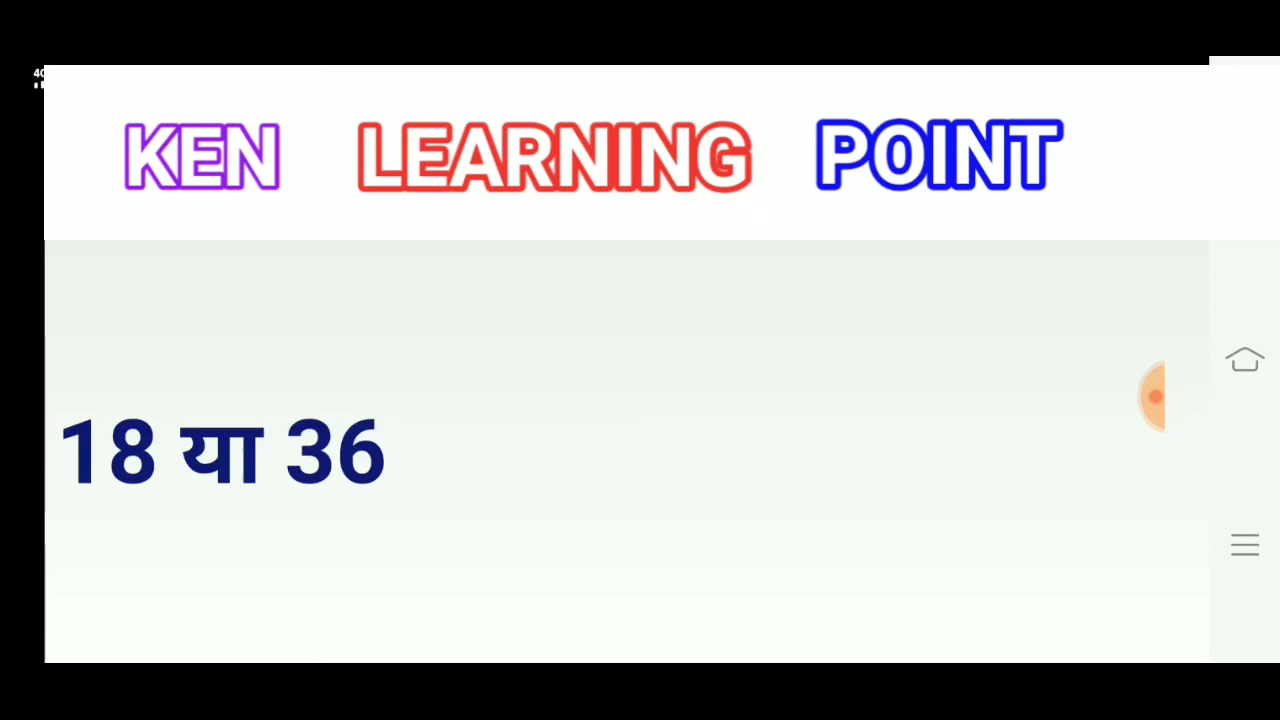 KEN LEARNING POINT
18 या 36